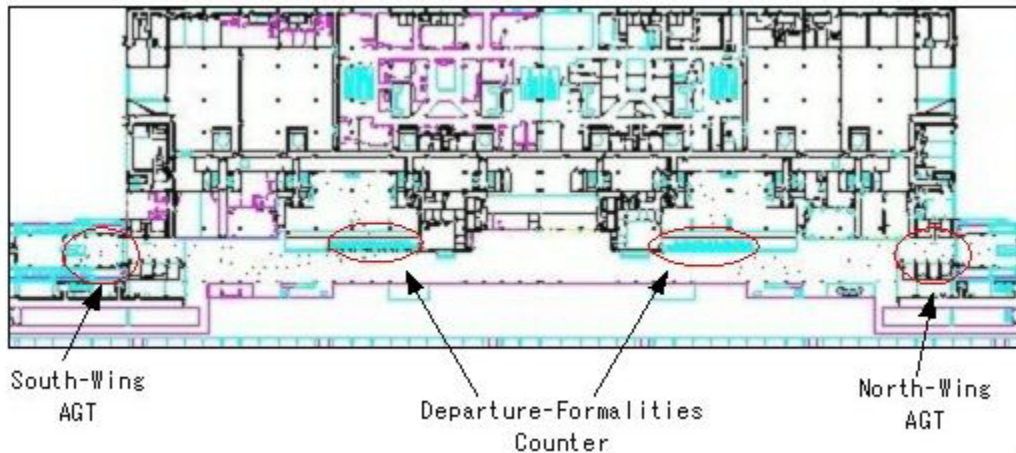 South-Wing
AGT
Departure-Formalities
Counter
North-Wing
AGT